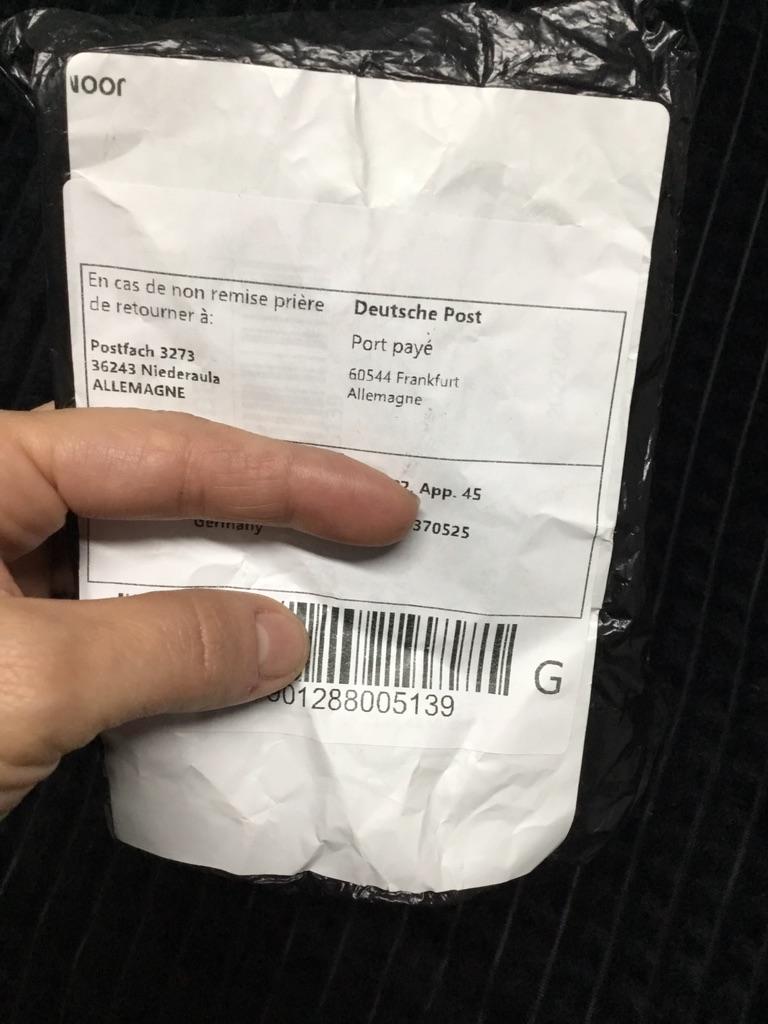 NOOR
En cas de non remise prière
de retourner à:
Postfach 3273
36243 Niederaula
ALLEMAGNE
Deutsche Post
Port payé
60544 Frankfurt
Allemagne
App. 45
Germany
370525
001288005139
G